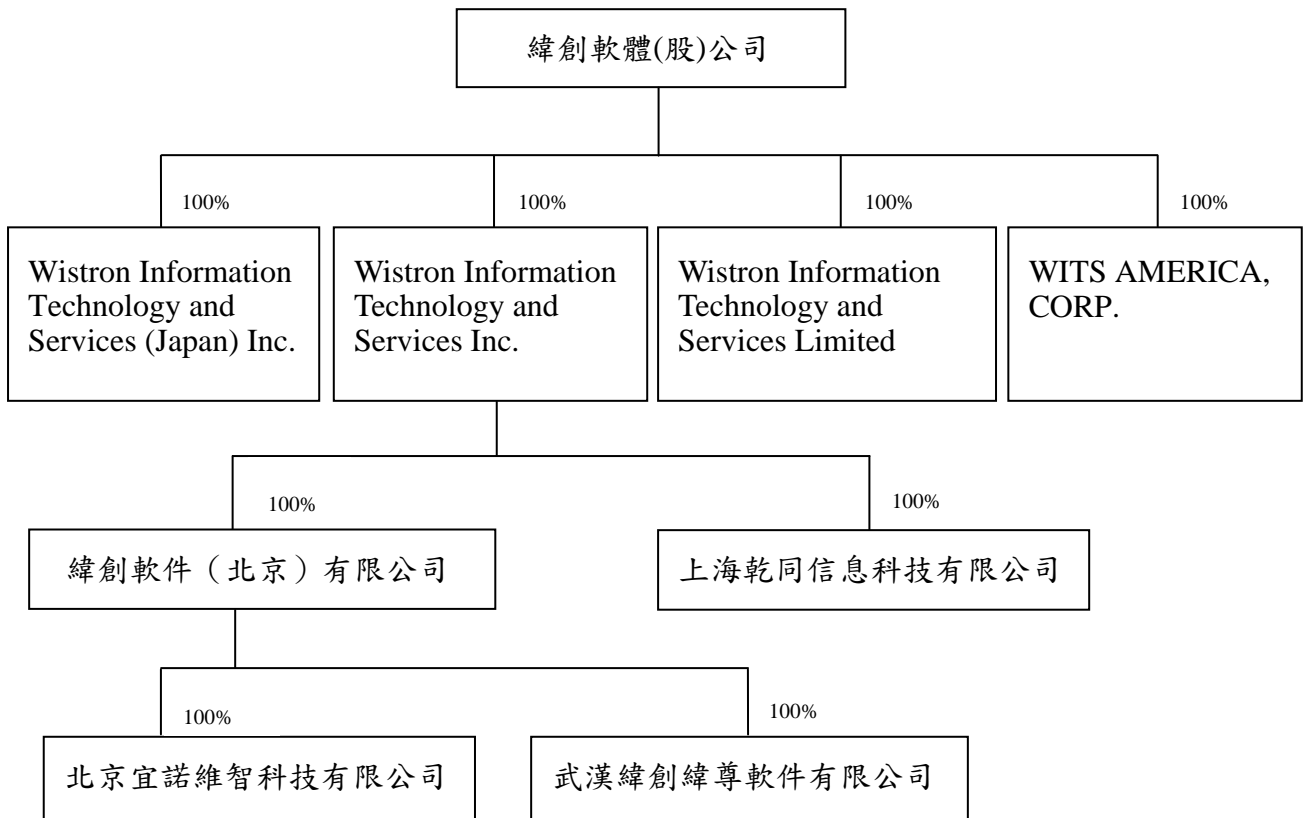 緯創軟體(股)公司
100%
100%
100%
100%
Wistron Information
Technology and
Services (Japan) Inc.
Wistron Information
Technology and
Services Inc.
Wistron Information
Technology and
Services Limited
WITS AMERICA,
CORP.
100%
100%
緯創軟件（北京）有限公司
上海乾同信息科技有限公司
100%
100%
北京宜諾維智科技有限公司
武漢緯創緯尊軟件有限公司